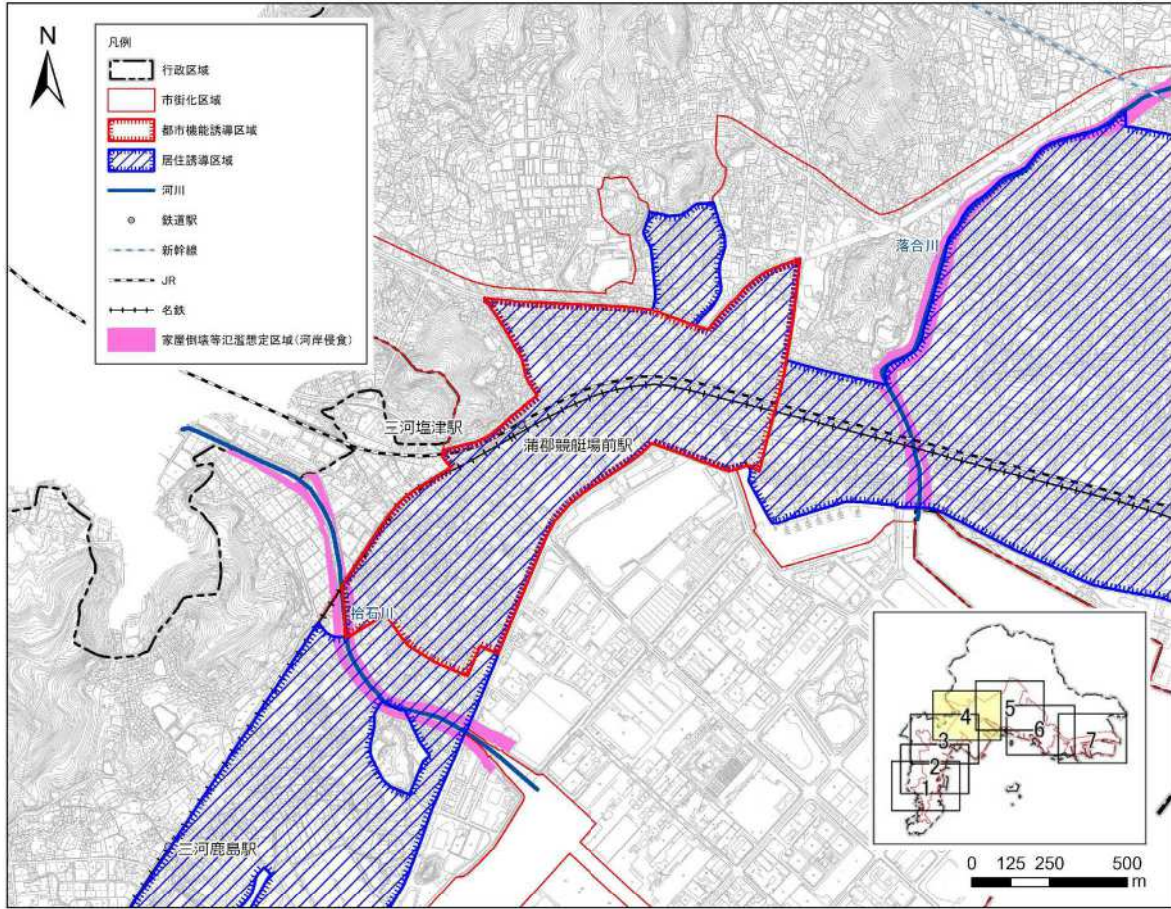 N
凡例
行政区域
市街化区域
都市機能誘導区域
居住誘導区域
河川
鉄道駅
新幹線
JR
名鉄
家屋倒壊等氾濫想定区域(河岸侵食)
落合川
三河塩津駅
蒲郡競艇場前駅
拾石川
三河鹿島駅
5
4
6
7
3
2
1
0 125 250 500
m